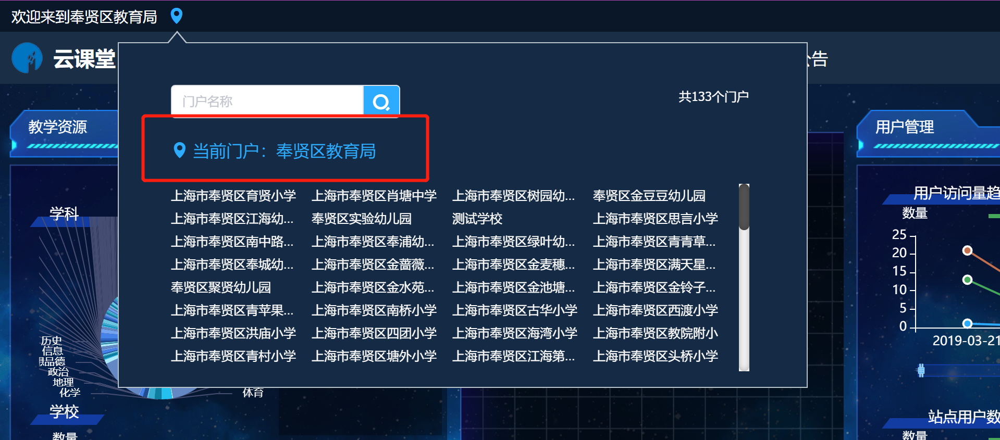 欢迎来到奉贤区教育局
云课堂
公告
门户名称
共133个门户
教学资源
用户管理
当前门户：奉贤区教育局
上海市奉贤区育贤小学 上海市奉贤区肖塘中学 上海市奉贤区树园幼... 奉贤区金豆豆幼儿园
上海市奉贤区江海幼... 奉贤区实验幼儿园 测试学校 上海市奉贤区思言小学
上海市奉贤区南中路... 上海市奉贤区奉浦幼... 上海市奉贤区绿叶幼... 上海市奉贤区青青草...
上海市奉贤区奉城幼... 上海市奉贤区金蔷薇... 上海市奉贤区金麦穗... 上海市奉贤区满天星...
奉贤区聚贤幼儿园 上海市奉贤区金水苑... 上海市奉贤区金池塘... 上海市奉贤区金铃子...
上海市奉贤区青苹果... 上海市奉贤区南桥小学 上海市奉贤区古华小学 上海市奉贤区西渡小学
上海市奉贤区洪庙小学 上海市奉贤区四团小学 上海市奉贤区海湾小学 上海市奉贤区教院附小
上海市奉贤区青村小学 上海市奉贤区塘外小学 上海市奉贤区江海第... 上海市奉贤区头桥小学
学科
历史
信息
品德
政治
地理
化学
体育
学校
数量
用户访问量趋
数量
25
20
15
10
5
0
2019-03-21
站点用户数
数量